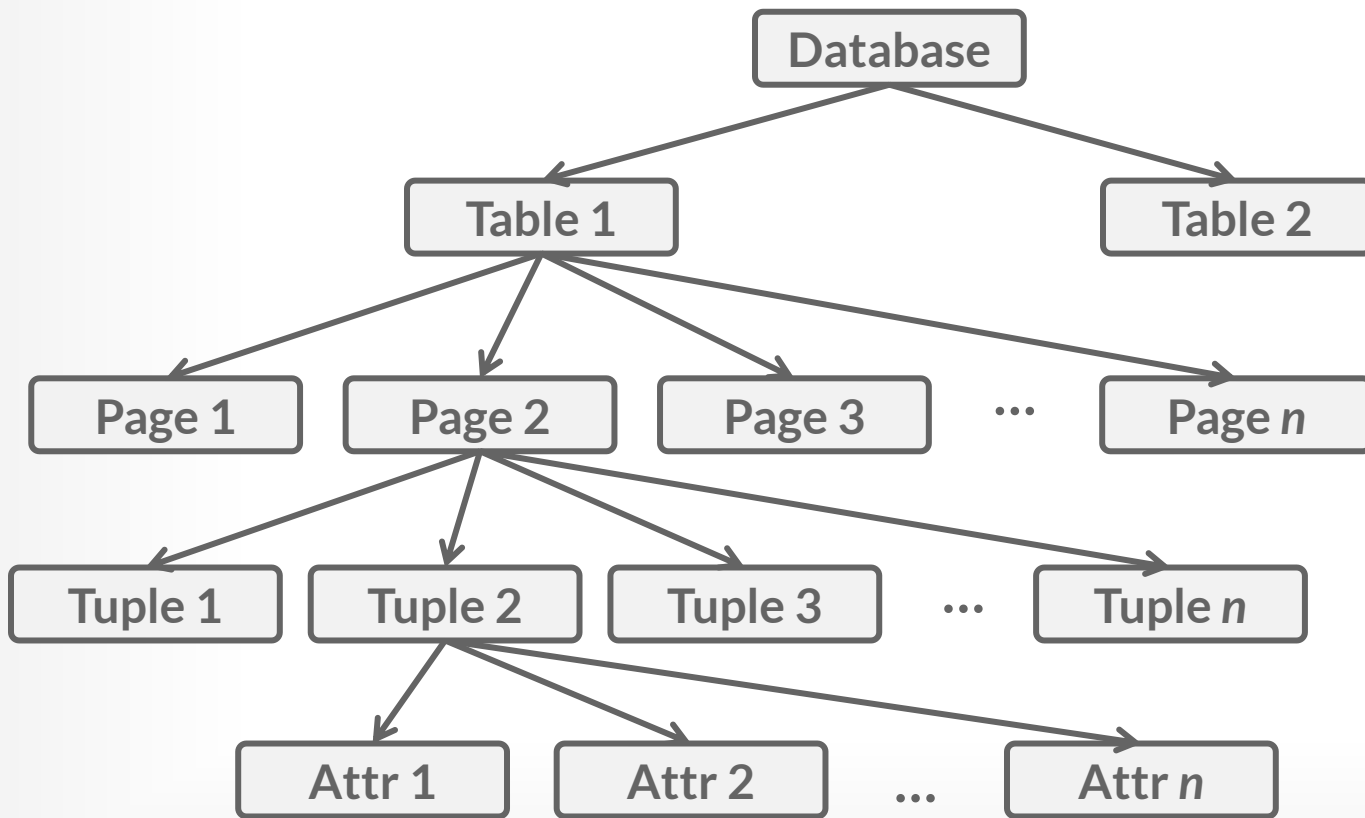 Database
Table 1
Table 2
Page 1
Page 2
Page 3
...
Page n
Tuple 1
Tuple 2
Tuple 3
...
Tuple n
Attr 1
Attr 2
...
Attr n